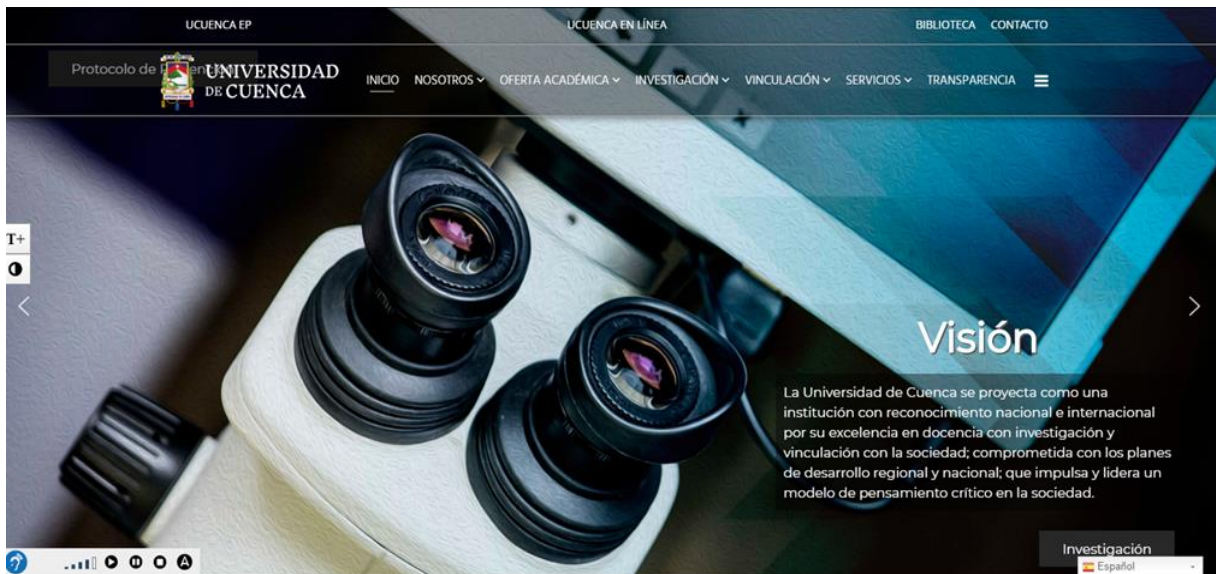 UCUENCA EP
UCUENCA EN LÍNEA
BIBLIOTECA CONTACTO
Protocolo de
UNIVERSIDAD
DE CUENCA
INICIO NOSOTROS OFERTA ACADÉMICA INVESTIGACIÓN VINCULACIÓN SERVICIOS TRANSPARENCIA
T+
Visión
La Universidad de Cuenca se proyecta como una
institución con reconocimiento nacional e internacional
por su excelencia en docencia con investigación y
vinculación con la sociedad; comprometida con los planes
de desarrollo regional y nacional; que impulsa y lidera un
modelo de pensamiento crítico en la sociedad.
Investigación
A
Español